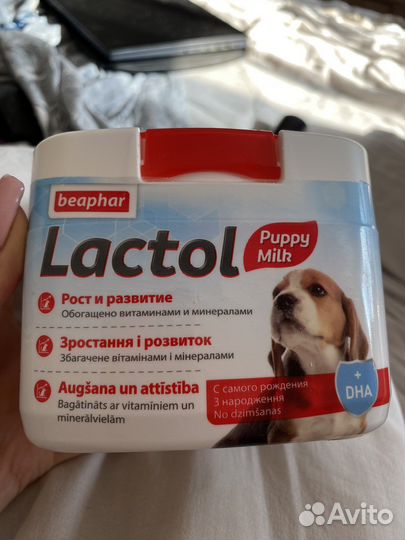 beaphar
Lactol
Puppy
Milk
Рост и развитие
Обогащено витаминами и минералами
Зростання і розвиток
Збагачене вітамінами і мінералами
Augšana un attīstība
Bagātināts ar vitamīniem un
minerālvielām
С самого рождения
З народження
No dzimšanas
+
DHA
Avito